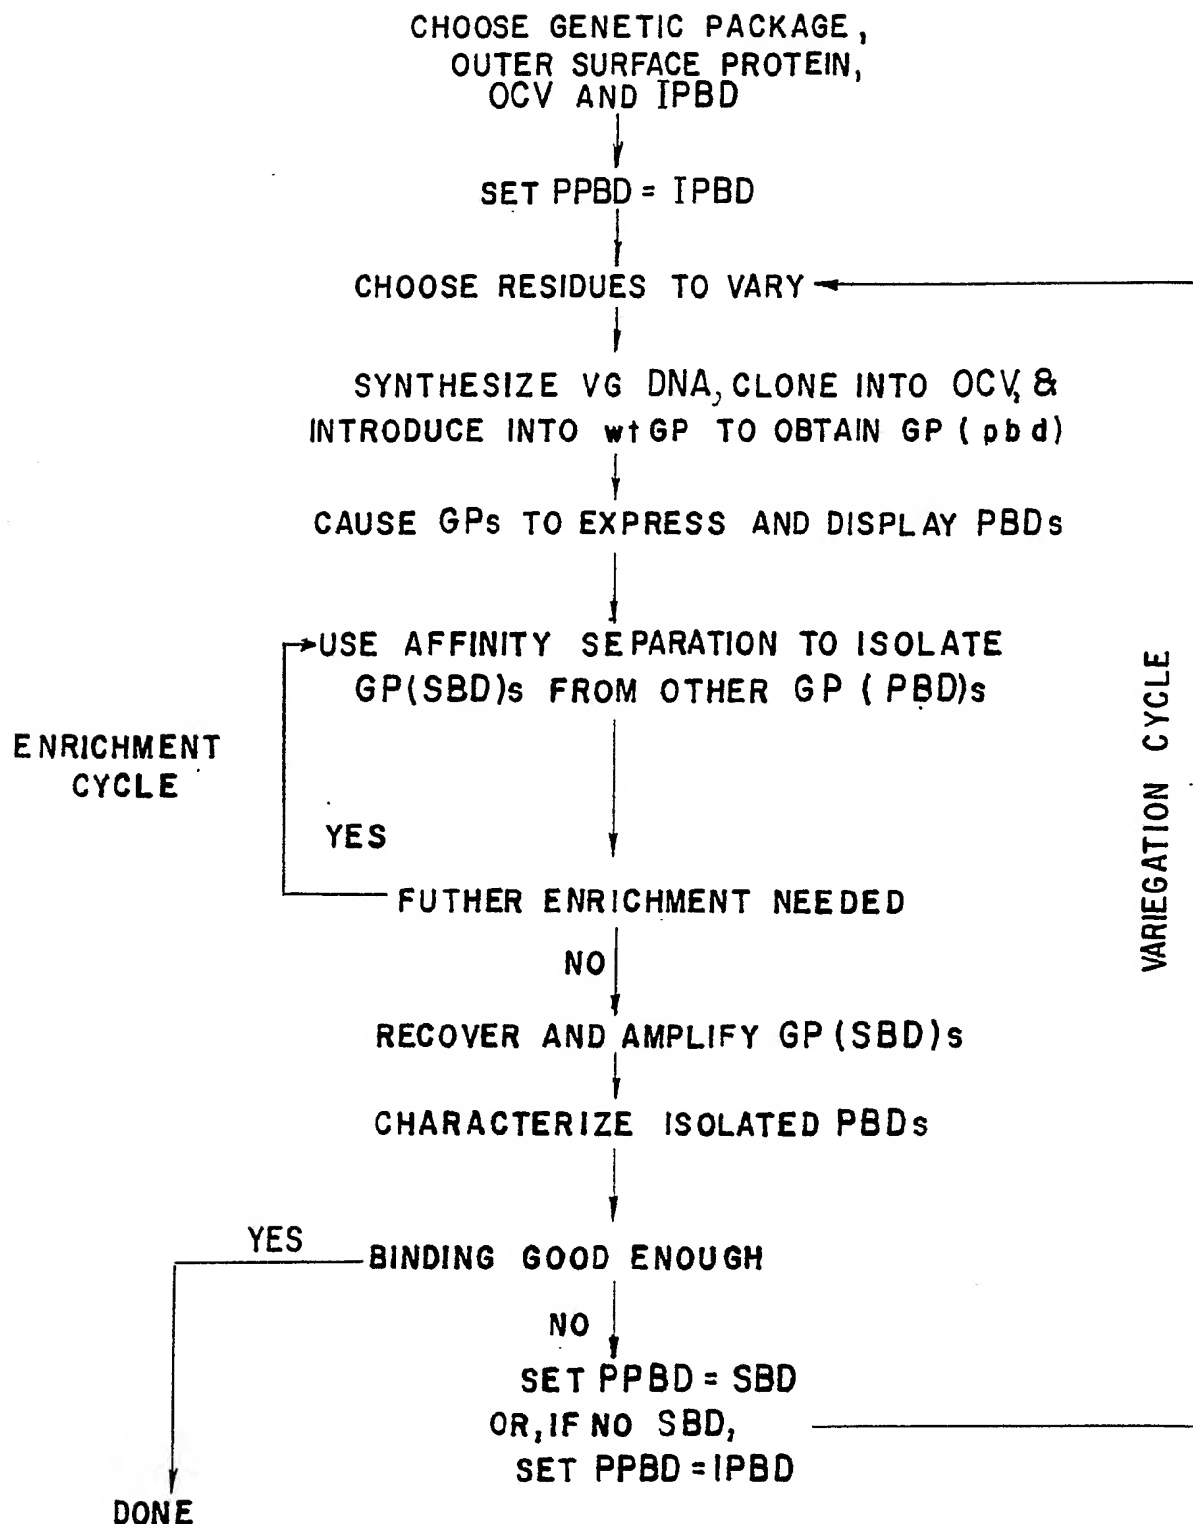 CHOOSE GENETIC PACKAGE,
OUTER SURFACE PROTEIN,
OCV AND IPBD
SET PPBD = IPBD
CHOOSE RESIDUES TO VARY
SYNTHESIZE VG DNA, CLONE INTO OCV, &
INTRODUCE INTO wtGP TO OBTAIN GP (pbd)
CAUSE GPs TO EXPRESS AND DISPLAY PBDs
USE AFFINITY SEPARATION TO ISOLATE
GP(SBD)s FROM OTHER GP (PBD)s
ENRICHMENT
CYCLE
VARIEGATION CYCLE
YES
FUTHER ENRICHMENT NEEDED
NO
RECOVER AND AMPLIFY GP (SBD)s
CHARACTERIZE ISOLATED PBDs
YES
BINDING GOOD ENOUGH
NO
SET PPBD = SBD
OR, IF NO SBD,
SET PPBD = IPBD
DONE